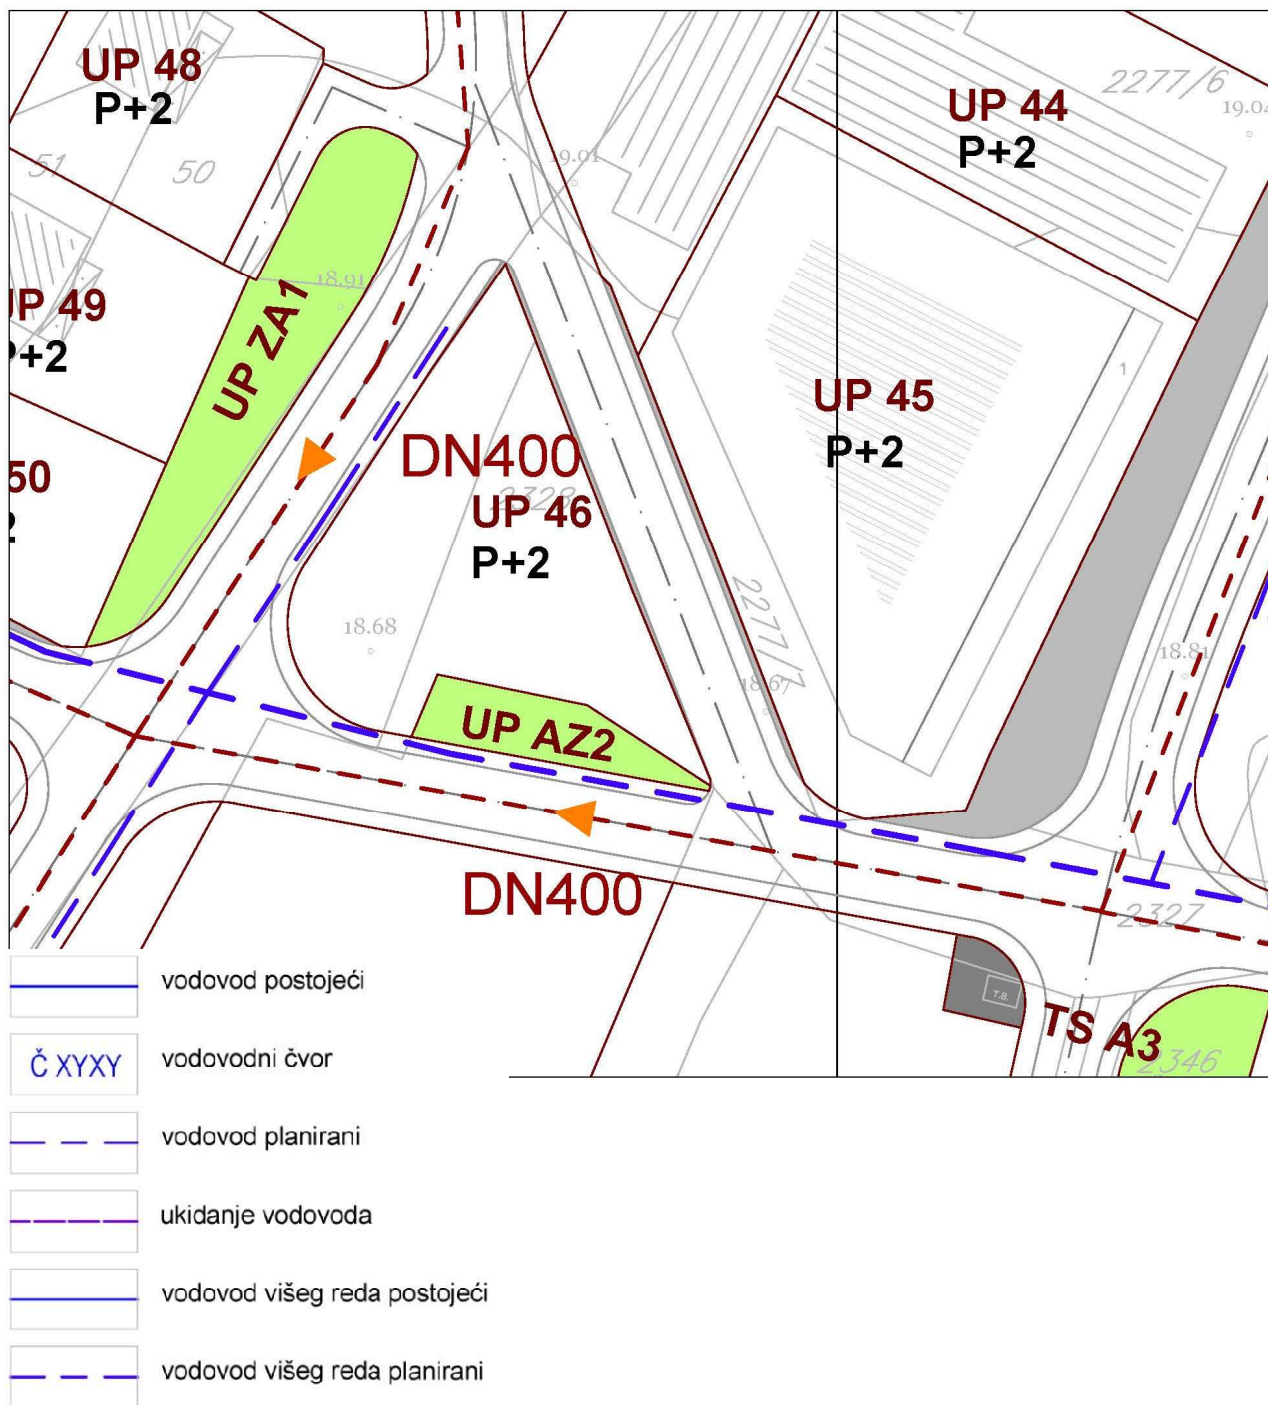 UP 48
P+2
UP 44
P+2
2277/6
19.04
51
50
19.01
UP 49
P+2
18.91
UP ZA1
UP 45
P+2
1
DN400
50
2328
UP 46
P+2
2277/7
18.68
18.67
18.81
UP AZ2
DN400
2327
T.B.
TS A3
2346
vodovod postojeći
Č XYXY
vodovodni čvor
vodovod planirani
ukidanje vodovoda
vodovod višeg reda postojeći
vodovod višeg reda planirani